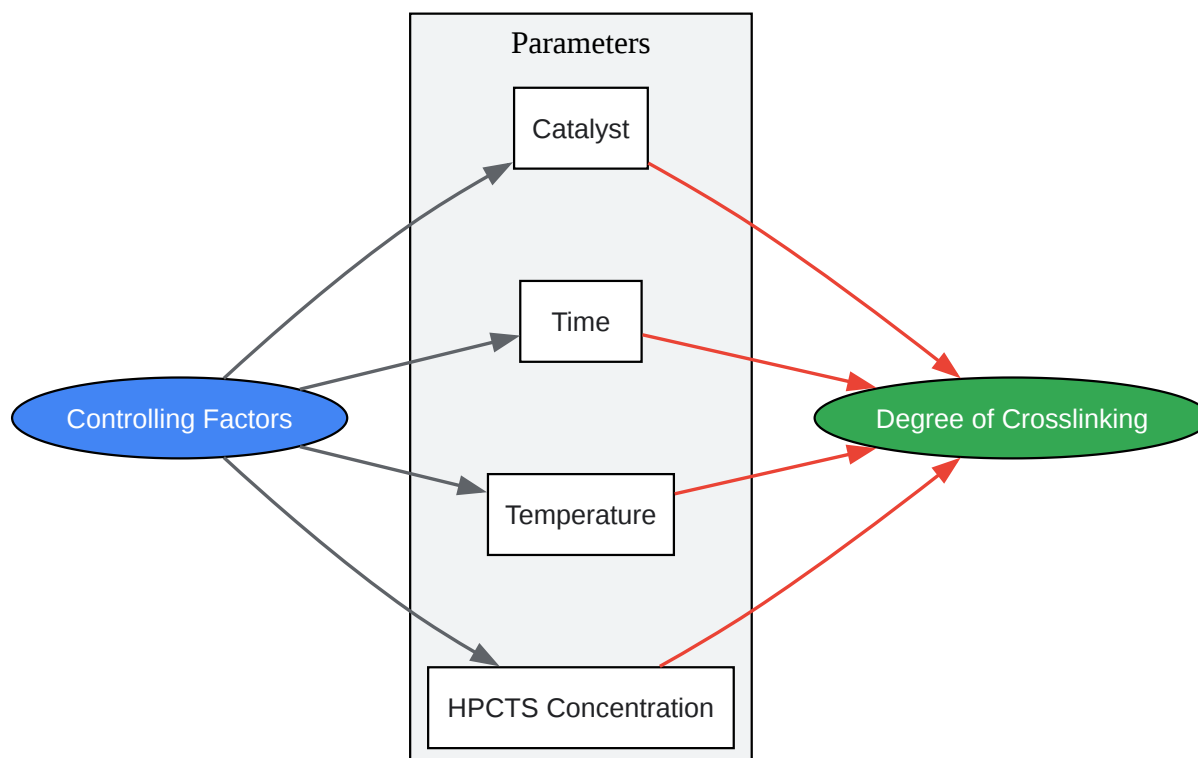 Parameters
Catalyst
Time
Controlling Factors
Degree of Crosslinking
Temperature
HPCTS Concentration